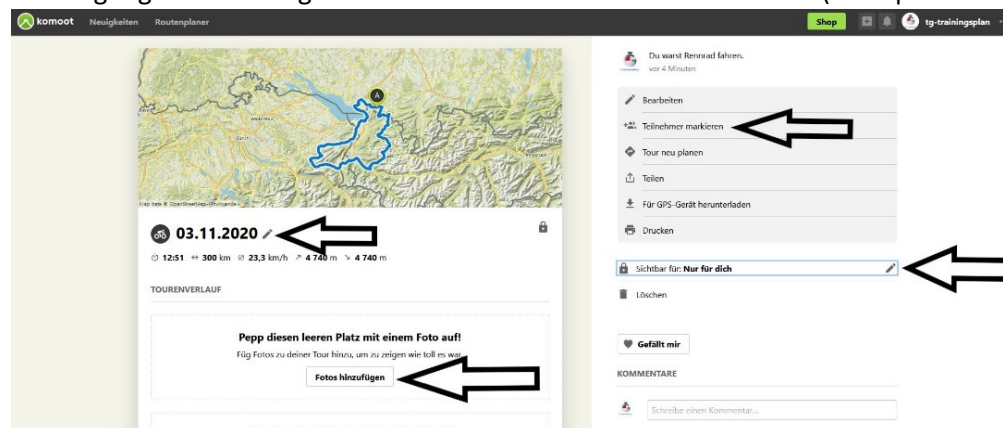 komoot Neuigkeiten Routenplaner Shop tg-trainingsplan
Map data © OpenStreetMap-Mitwirkende
A
03.11.2020
12:51 300 km 23,3 km/h 4 740 m 4 740 m
TOURENVERLAUF
Pepp diesen leeren Platz mit einem Foto auf!
Füg Fotos zu deiner Tour hinzu, um zu zeigen wie toll es war.
Fotos hinzufügen
Du warst Rennrad fahren.
vor 4 Minuten
Bearbeiten
Teilnehmer markieren
Tour neu planen
Teilen
Für GPS-Gerät herunterladen
Drucken
Sichtbar für: Nur für dich
Löschen
Gefällt mir
KOMMENTARE
Schreibe einen Kommentar...